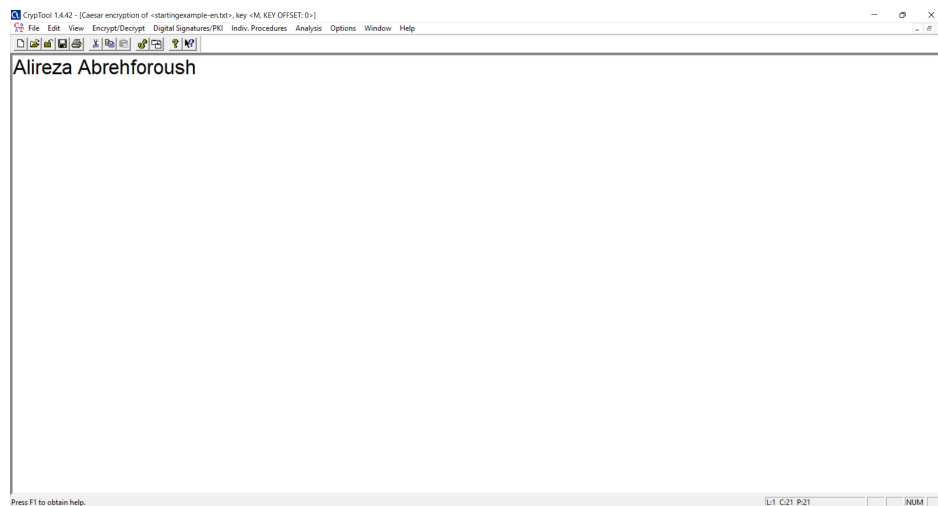 CrypTool 1.4.42 - [Caesar encryption of <startingexample-en.txt>, key <M, KEY OFFSET: 0>]
File Edit View Encrypt/Decrypt Digital Signatures/PKI Indiv. Procedures Analysis Options Window Help
Alireza Abrehforoush
Press F1 to obtain help. L:1 C:21 P:21 NUM